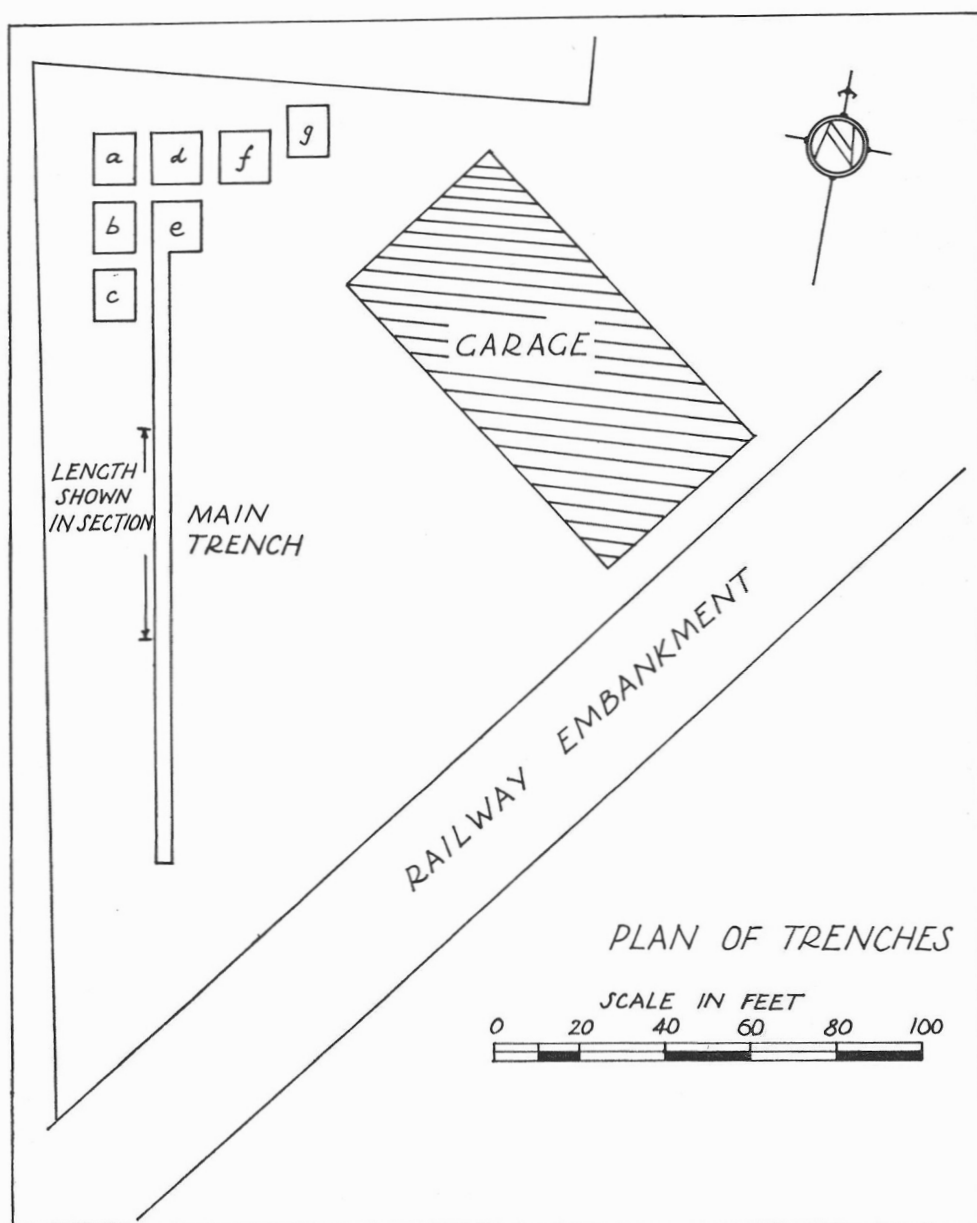 a
d
f
g
b
e
c
GARAGE
LENGTH
SHOWN
IN SECTION
MAIN
TRENCH
RAILWAY EMBANKMENT
PLAN OF TRENCHES
SCALE IN FEET
0 20 40 60 80 100
N